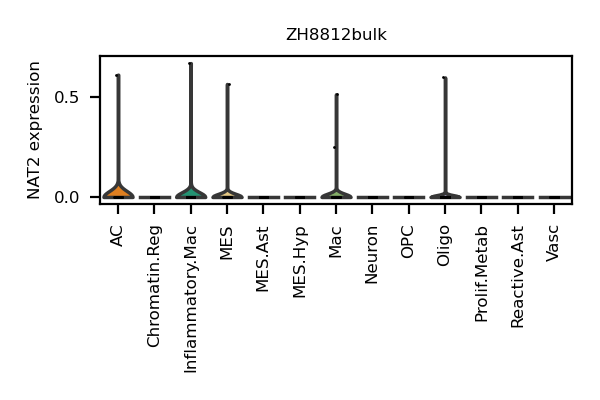 ZH8812bulk
NAT2 expression
0.5
0.0
AC
Chromatin.Reg
Inflammatory.Mac
MES
MES.Ast
MES.Hyp
Mac
Neuron
OPC
Oligo
Prolif.Metab
Reactive.Ast
Vasc